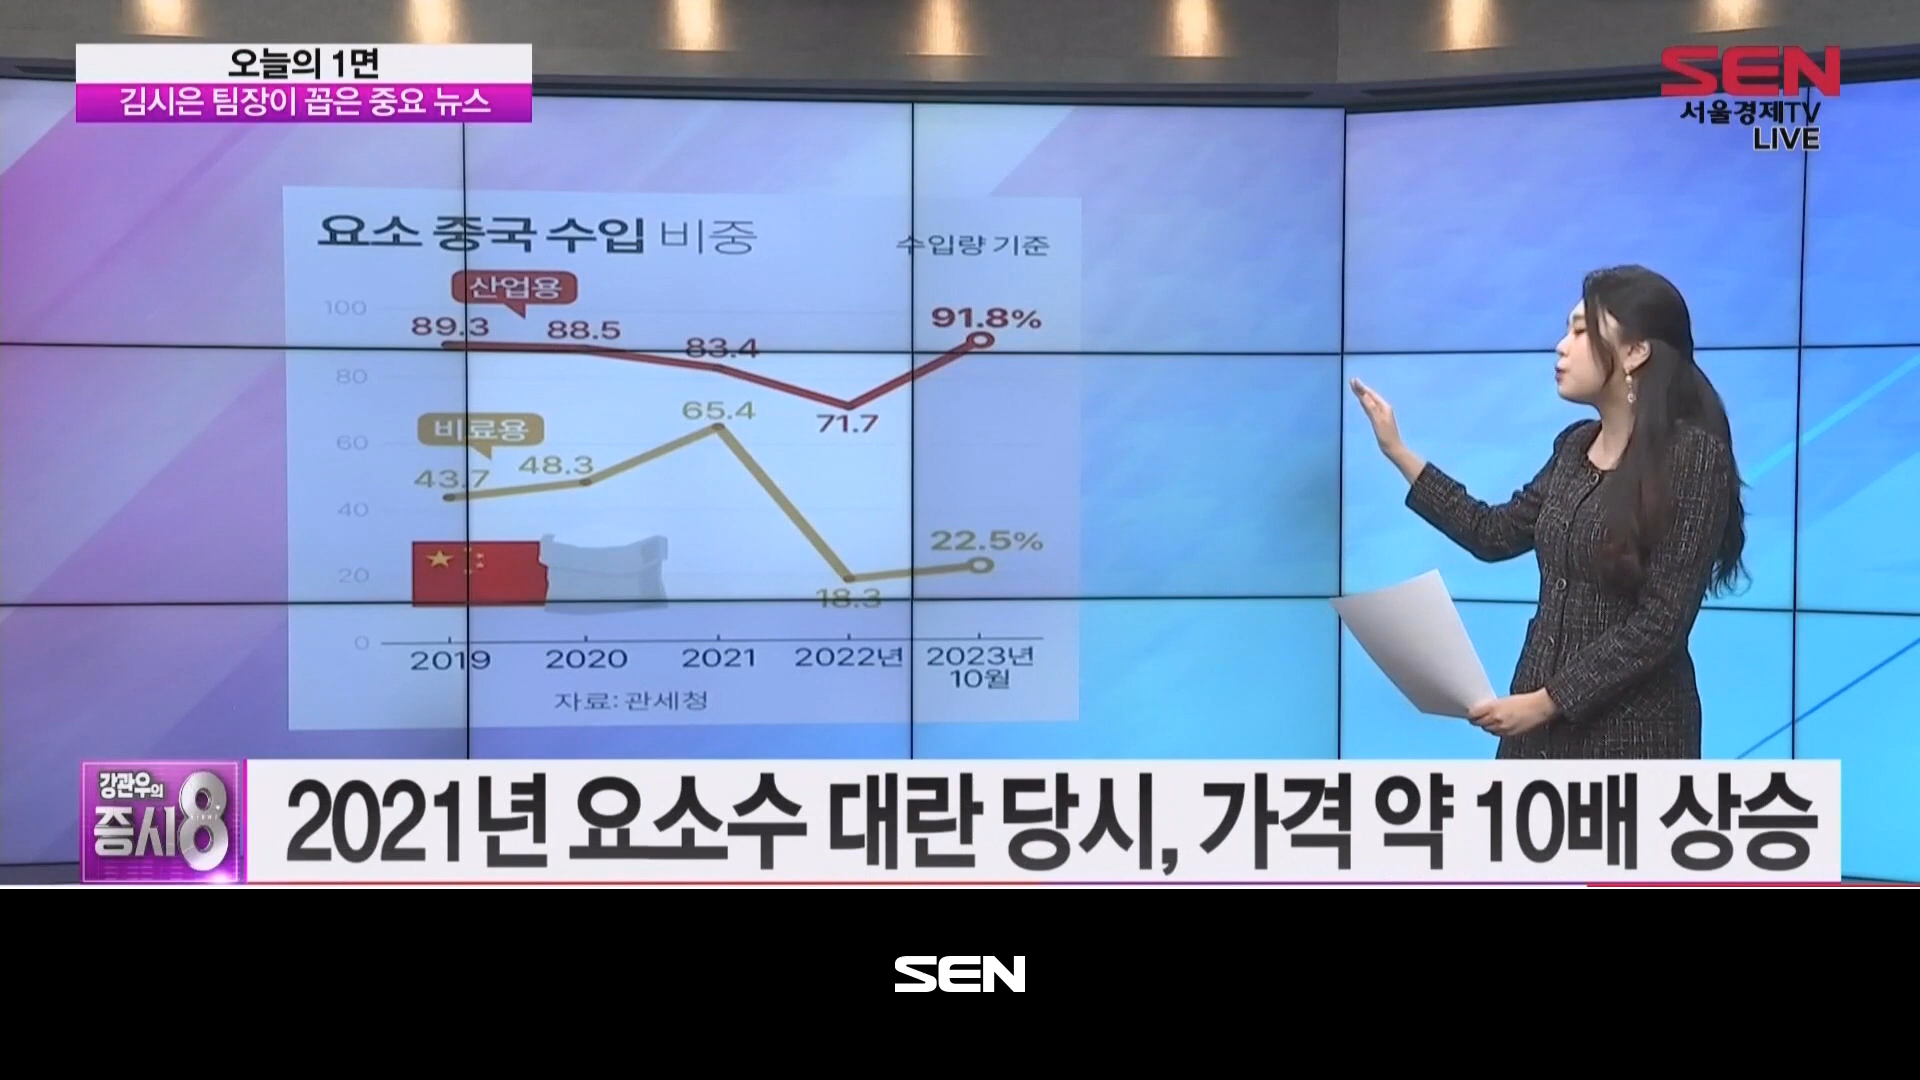 오늘의 1면
김시은 팀장이 꼽은 중요 뉴스
SEN
서울경제TV
LIVE
요소 중국 수입 비중
수입량 기준
산업용
100
89.3
88.5
83.4
71.7
91.8%
80
비료용
65.4
60
43.7
48.3
40
22.5%
20
18.3
0
2019
2020
2021
2022년
2023년
10월
자료: 관세청
강관우의
증시8
2021년 요소수 대란 당시, 가격 약 10배 상승
SEN